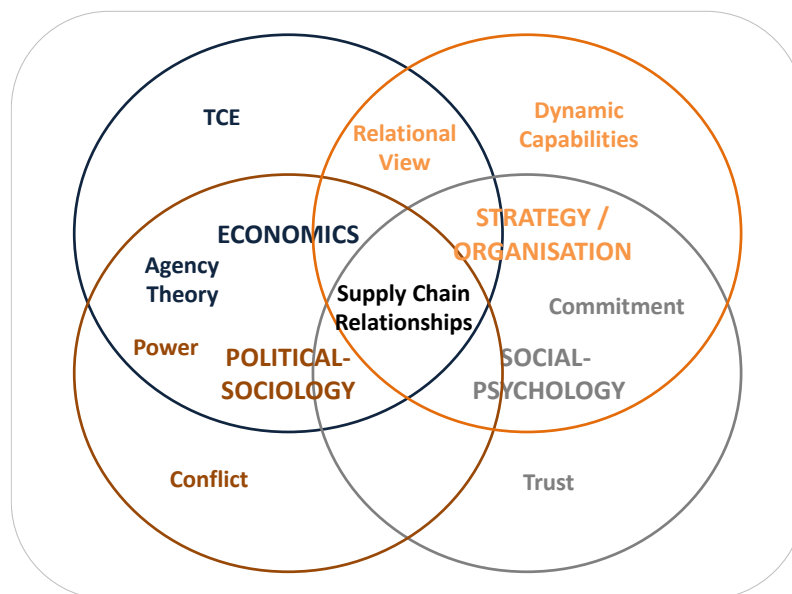 TCE
Relational
View
Dynamic
Capabilities
ECONOMICS
STRATEGY /
ORGANISATION
Agency
Theory
Supply Chain
Relationships
Commitment
Power
POLITICAL-
SOCIOLOGY
SOCIAL-
PSYCHOLOGY
Conflict
Trust